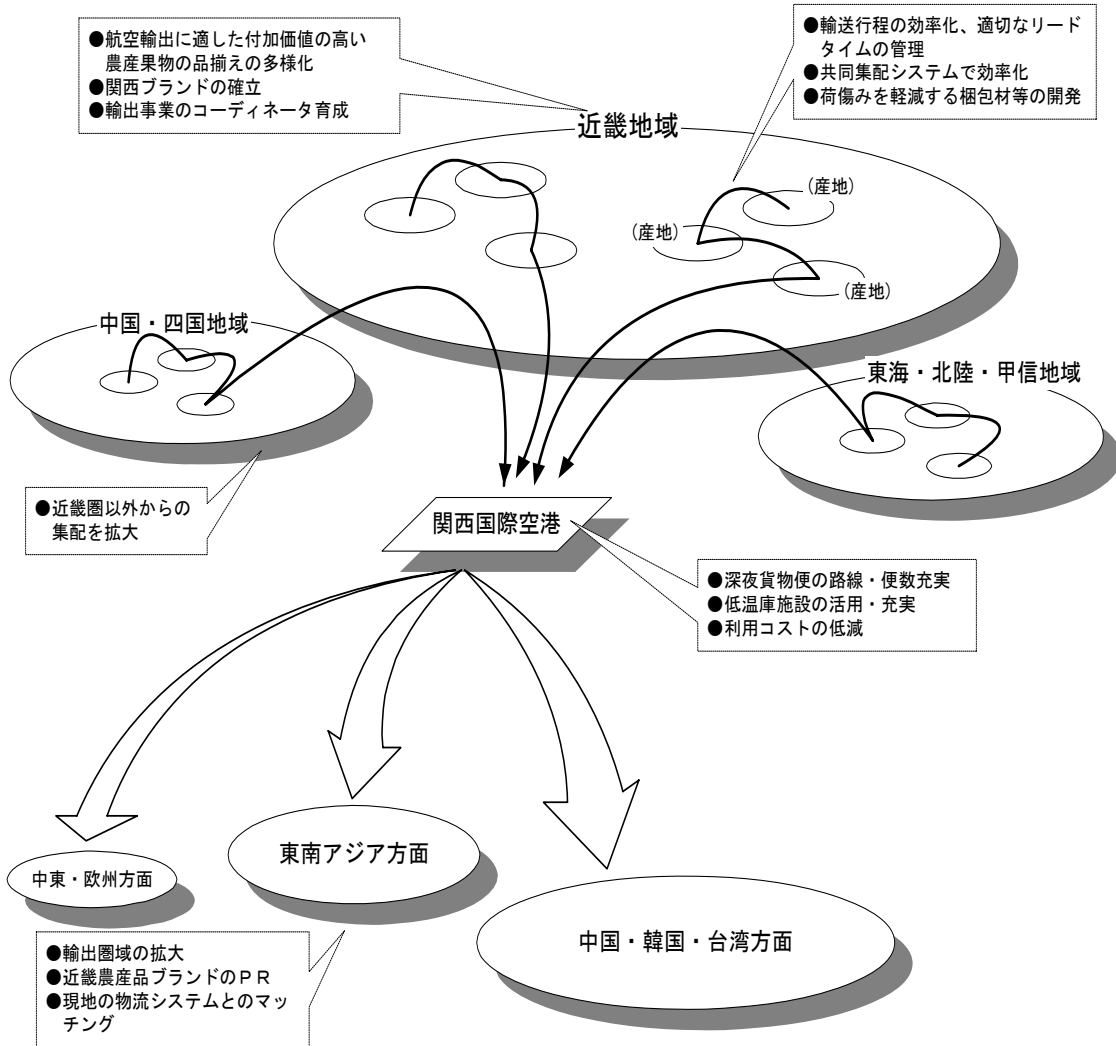 ●航空輸出に適した付加価値の高い
農産果物の品揃えの多様化
●関西ブランドの確立
●輸出事業のコーディネータ育成
●輸送行程の効率化、適切なリード
タイムの管理
●共同集配システムで効率化
●荷傷みを軽減する梱包材等の開発
近畿地域
(産地)
(産地)
(産地)
中国・四国地域
東海・北陸・甲信地域
●近畿圏以外からの
集配を拡大
関西国際空港
●深夜貨物便の路線・便数充実
●低温庫施設の活用・充実
●利用コストの低減
東南アジア方面
中東・欧州方面
中国・韓国・台湾方面
●輸出圏域の拡大
●近畿農産品ブランドのＰＲ
●現地の物流システムとのマッ
チング